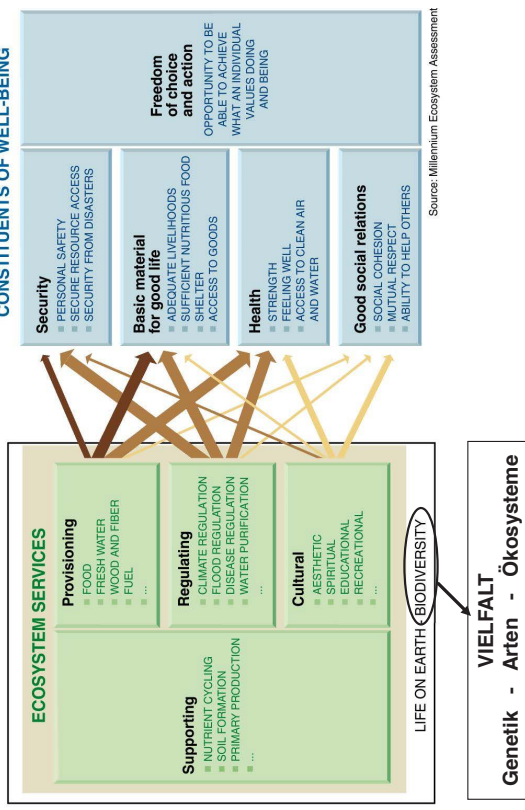 CONSTITUENTS OF WELL-BEING
ECOSYSTEM SERVICES
Supporting
NUTRIENT CYCLING
SOIL FORMATION
PRIMARY PRODUCTION
...
Provisioning
FOOD
FRESH WATER
WOOD AND FIBER
FUEL
...
Regulating
CLIMATE REGULATION
FLOOD REGULATION
DISEASE REGULATION
WATER PURIFICATION
...
Cultural
AESTHETIC
SPIRITUAL
EDUCATIONAL
RECREATIONAL
...
Security
PERSONAL SAFETY
SECURE RESOURCE ACCESS
SECURITY FROM DISASTERS
Basic material
for good life
ADEQUATE LIVELIHOODS
SUFFICIENT NUTRITIOUS FOOD
SHELTER
ACCESS TO GOODS
Health
STRENGTH
FEELING WELL
ACCESS TO CLEAN AIR
AND WATER
Good social relations
SOCIAL COHESION
MUTUAL RESPECT
ABILITY TO HELP OTHERS
Freedom
of choice
and action
OPPORTUNITY TO BE
ABLE TO ACHIEVE
WHAT AN INDIVIDUAL
VALUES DOING
AND BEING
LIFE ON EARTH - BIODIVERSITY
Source: Millennium Ecosystem Assessment
VIELFALT
Genetik - Arten - Ökosysteme